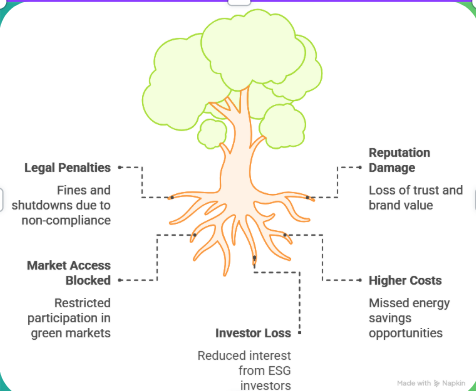 Legal Penalties
Fines and
shutdowns due to
non-compliance
Market Access
Blocked
Restricted
participation in
green markets
Investor Loss
Reduced interest
from ESG
investors
Reputation
Damage
Loss of trust and
brand value
Higher Costs
Missed energy
savings
opportunities
Made with Napkin